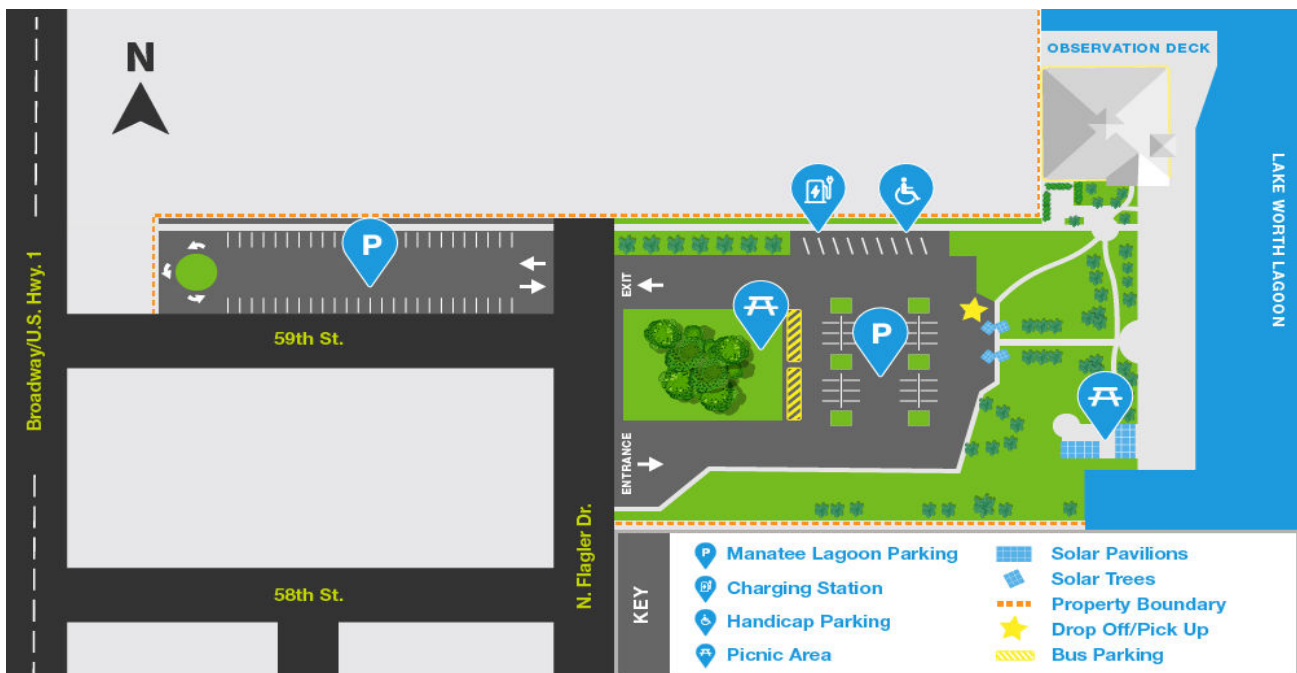 N
OBSERVATION DECK
LAKE WORTH LAGOON
Broadway/U.S. Hwy. 1
P
EXIT
59th St.
P
ENTRANCE
N. Flagler Dr.
58th St.
KEY
P Manatee Lagoon Parking
Charging Station
Handicap Parking
Picnic Area
Solar Pavilions
Solar Trees
Property Boundary
Drop Off/Pick Up
Bus Parking